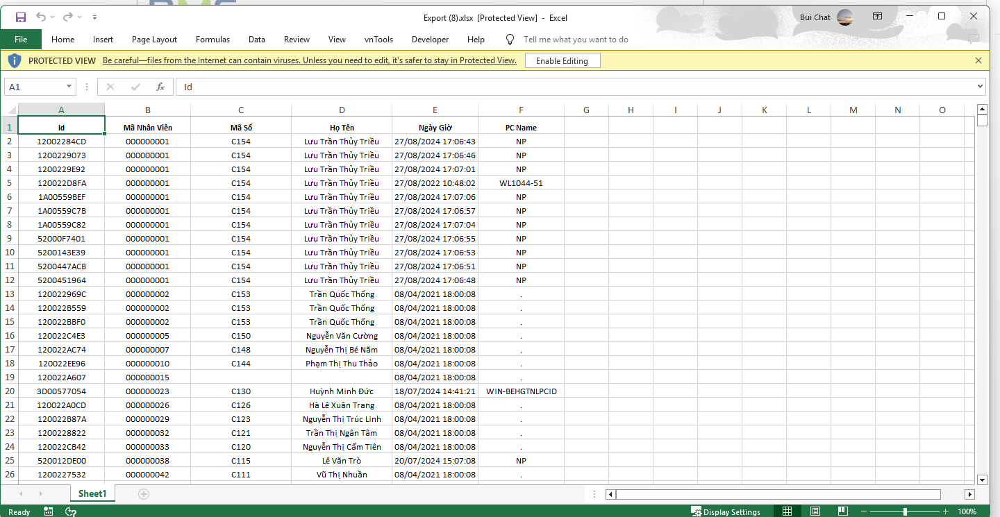 Export (8).xlsx [Protected View] - Excel
Bui Chat
File Home Insert Page Layout Formulas Data Review View vnTools Developer Help Tell me what you want to do
PROTECTED VIEW Be careful—files from the Internet can contain viruses. Unless you need to edit, it's safer to stay in Protected View. Enable Editing
A1 fx Id
A B C D E F G H I J K L M N O
1 Id Mã Nhân Viên Mã Số Họ Tên Ngày Giờ PC Name
2 12002284CD 000000001 C154 Lưu Trần Thủy Triều 27/08/2024 17:06:43 NP
3 1200229073 000000001 C154 Lưu Trần Thủy Triều 27/08/2024 17:06:46 NP
4 1200229E92 000000001 C154 Lưu Trần Thủy Triều 27/08/2024 17:07:01 NP
5 120022D8FA 000000001 C154 Lưu Trần Thủy Triều 27/08/2022 10:48:02 WL1044-51
6 1A00559BEF 000000001 C154 Lưu Trần Thủy Triều 27/08/2024 17:07:06 NP
7 1A00559C7B 000000001 C154 Lưu Trần Thủy Triều 27/08/2024 17:06:57 NP
8 1A00559C82 000000001 C154 Lưu Trần Thủy Triều 27/08/2024 17:07:04 NP
9 52000F7401 000000001 C154 Lưu Trần Thủy Triều 27/08/2024 17:06:55 NP
10 5200143E39 000000001 C154 Lưu Trần Thủy Triều 27/08/2024 17:06:53 NP
11 5200447ACB 000000001 C154 Lưu Trần Thủy Triều 27/08/2024 17:06:51 NP
12 5200451964 000000001 C154 Lưu Trần Thủy Triều 27/08/2024 17:06:48 NP
13 120022969C 000000002 C153 Trần Quốc Thống 08/04/2021 18:00:08 .
14 120022B559 000000002 C153 Trần Quốc Thống 08/04/2021 18:00:08 .
15 120022BBF0 000000002 C153 Trần Quốc Thống 08/04/2021 18:00:08 .
16 120022C4E3 000000005 C150 Nguyễn Văn Cường 08/04/2021 18:00:08 .
17 120022AC74 000000007 C148 Nguyễn Thị Bé Năm 08/04/2021 18:00:08 .
18 120022EE96 000000010 C144 Phạm Thị Thu Thảo 08/04/2021 18:00:08 .
19 120022A607 000000015 08/04/2021 18:00:08 .
20 3D00577054 000000023 C130 Huỳnh Minh Đức 18/07/2024 14:41:21 WIN-BEHGTNLPCID
21 120022A0CD 000000026 C126 Hà Lê Xuân Trang 08/04/2021 18:00:08 .
22 120022B87A 000000029 C123 Nguyễn Thị Trúc Linh 08/04/2021 18:00:08 .
23 1200228822 000000032 C121 Trần Thị Ngân Tâm 08/04/2021 18:00:08 .
24 120022CB42 000000033 C120 Nguyễn Thị Cẩm Tiên 08/04/2021 18:00:08 .
25 520012DE00 000000038 C115 Lê Văn Trò 20/07/2024 15:07:08 NP
26 1200227532 000000042 C111 Vũ Thị Nhuần 08/04/2021 18:00:08 .
Sheet1
Ready Display Settings 100%